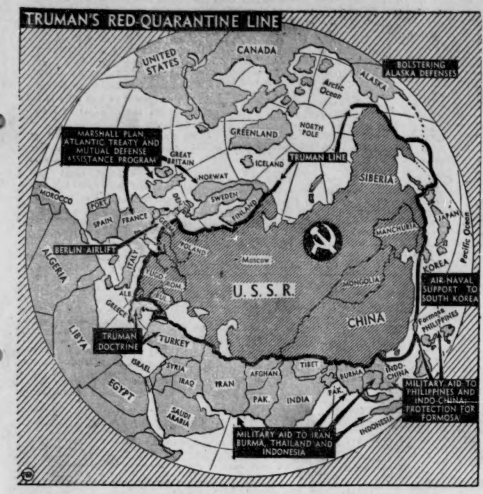 TRUMAN'S RED-QUARANTINE LINE
CANADA
UNITED
STATES
BOLSTERING
ALASKA DEFENSES
ALASKA
Arctic
Ocean
NORTH
POLE
GREENLAND
MARSHALL PLAN,
ATLANTIC TREATY AND
MUTUAL DEFENSE
ASSISTANCE PROGRAM
GREAT
BRITAIN
ICELAND
TRUMAN LINE
NORWAY
SWEDEN
FINLAND
SIBERIA
MOROCCO
PORT.
SPAIN
FRANCE
BERLIN AIRLIFT
POLAND
Moscow
MANCHURIA
JAPAN
Pacific Ocean
KOREA
ALGERIA
ITALY
YUGO.
ROM.
BUL.
U.S.S.R.
MONGOLIA
AIR-NAVAL
SUPPORT TO
SOUTH KOREA
ALB.
GREECE
CHINA
Formosa
PHILIPPINES
TRUMAN
DOCTRINE
TURKEY
LIBYA
ISRAEL
SYRIA
IRAQ
IRAN
AFGHAN.
TIBET
BURMA
INDO-
CHINA
PAK.
INDIA
PAK.
EGYPT
SAUDI
ARABIA
MILITARY AID TO
PHILIPPINES AND
INDO-CHINA;
PROTECTION FOR
FORMOSA
INDONESIA
MILITARY AID TO IRAN,
BURMA, THAILAND AND
INDONESIA